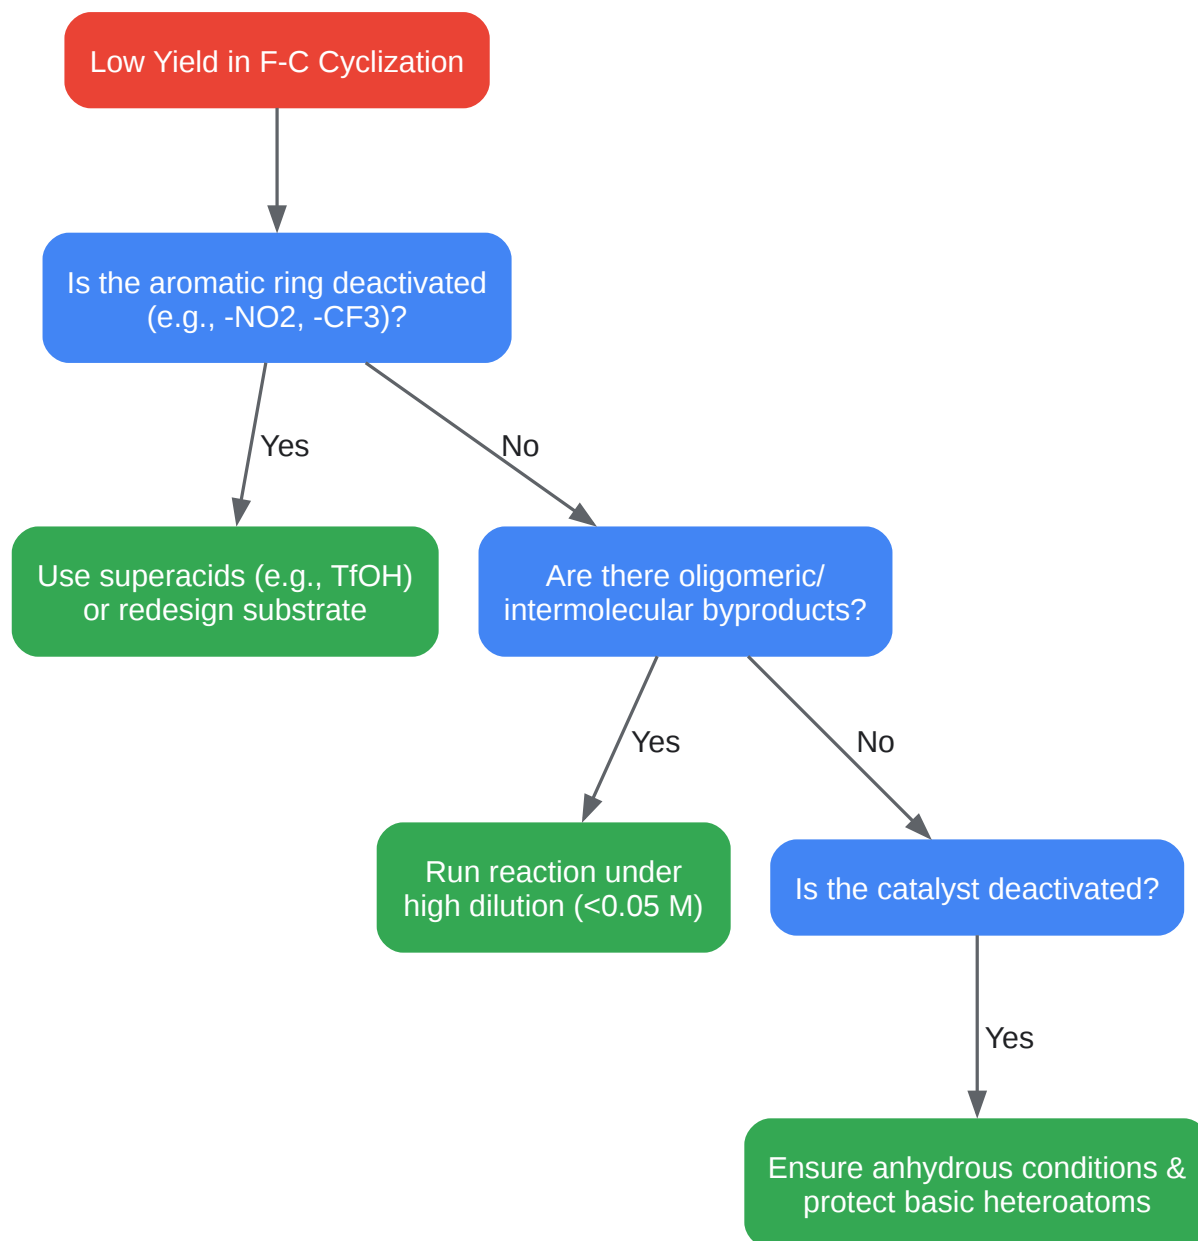 Low Yield in F-C Cyclization
Is the aromatic ring deactivated
(e.g., -NO2, -CF3)?
Yes
No
Use superacids (e.g., TfOH)
or redesign substrate
Are there oligomeric/
intermolecular byproducts?
Yes
No
Run reaction under
high dilution (<0.05 M)
Is the catalyst deactivated?
Yes
Ensure anhydrous conditions &
protect basic heteroatoms